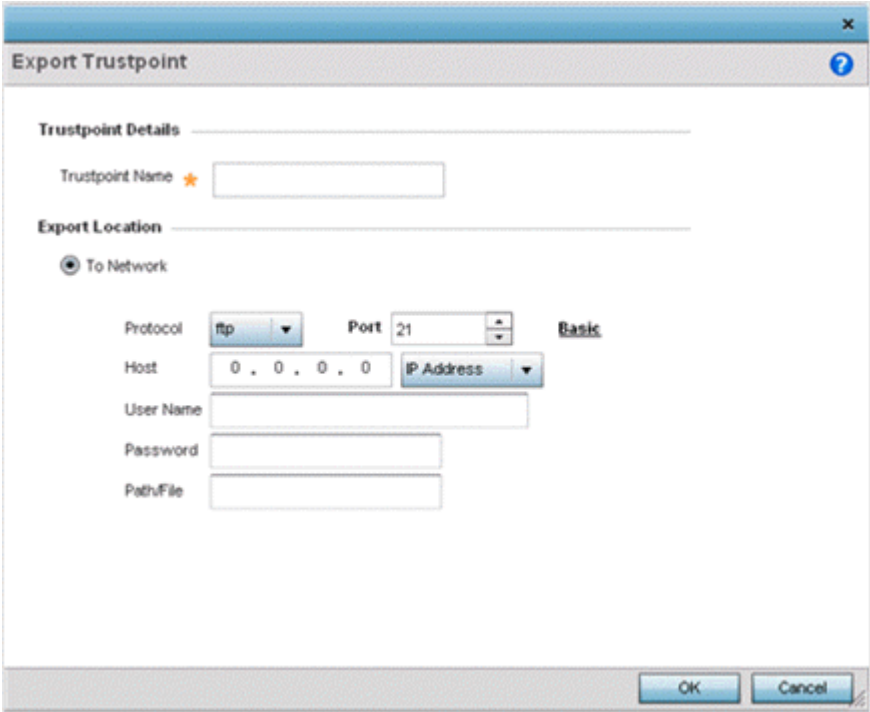 Export Trustpoint
Trustpoint Details
Trustpoint Name
Export Location
To Network
Protocol ftp Port 21 Basic
Host 0 . 0 . 0 . 0 IP Address
User Name
Password
Path/File
OK Cancel